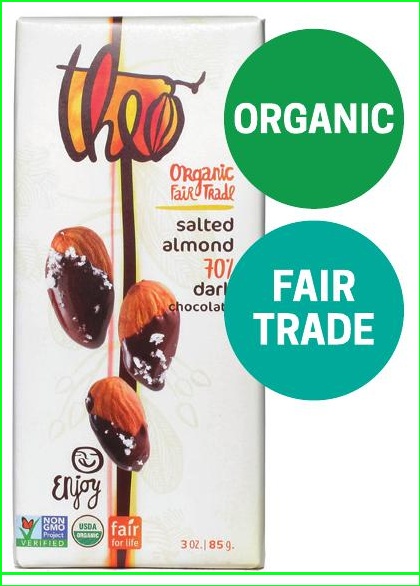 theo
ORGANIC
Organic
Fair Trade
salted
almond
70%
dark
chocolate
FAIR
TRADE
Enjoy
NON
GMO
Project
VERIFIED
USDA
ORGANIC
fair
for life
3 OZ. | 85 g.